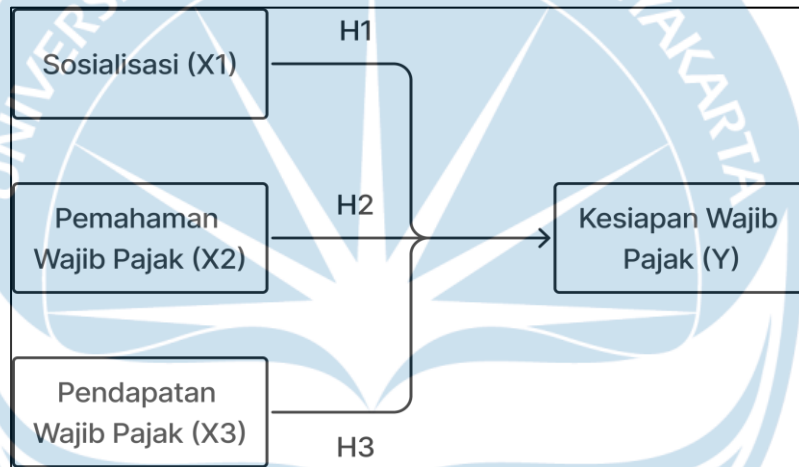 H1
Sosialisasi (X1)
H2
Pemahaman
Wajib Pajak (X2)
Kesiapan Wajib
Pajak (Y)
Pendapatan
Wajib Pajak (X3)
H3